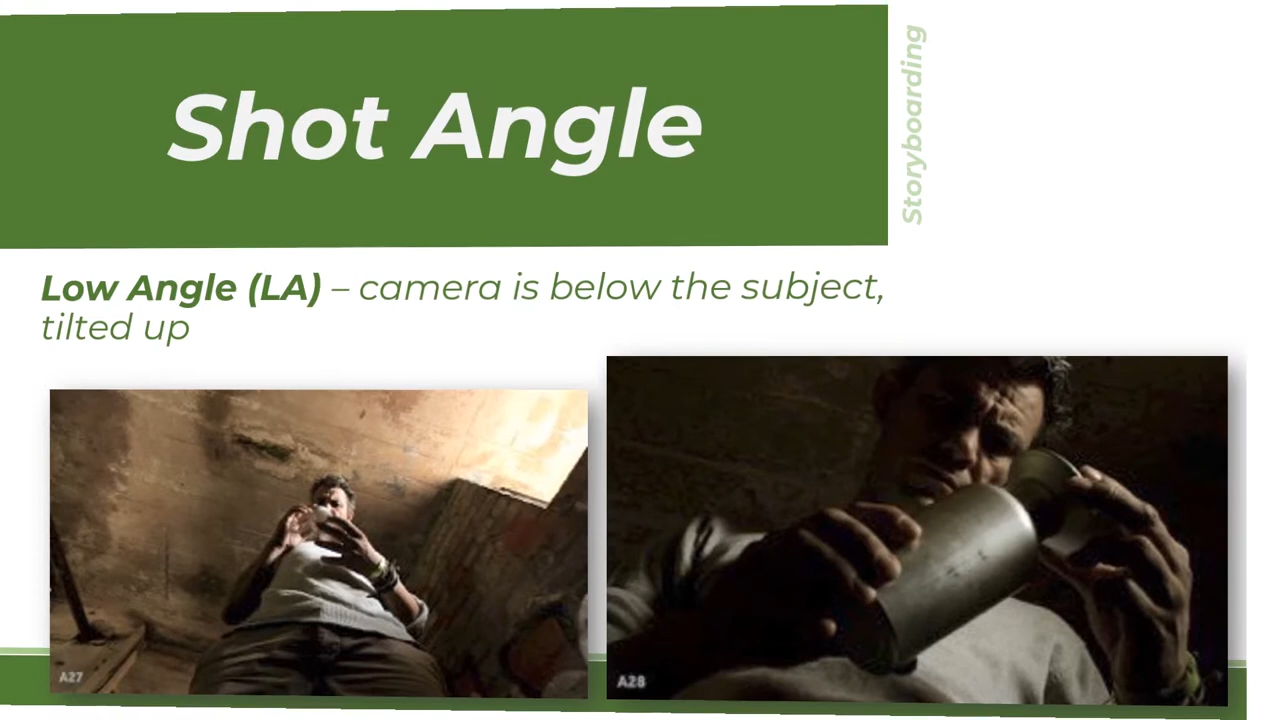 Shot Angle
Storyboarding
Low Angle (LA) – camera is below the subject,
tilted up
A27
A28